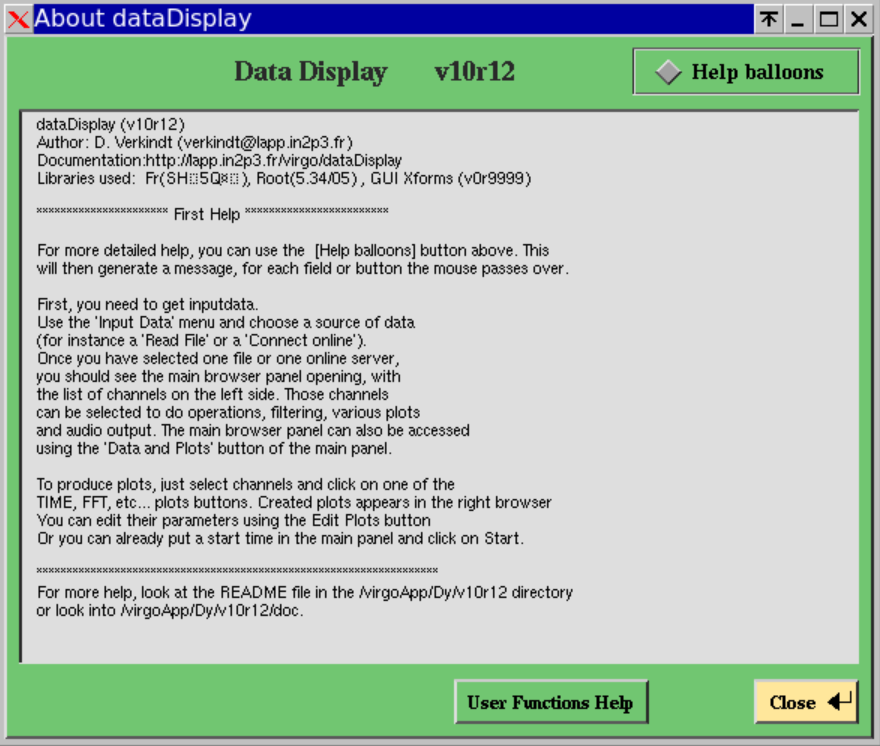 About dataDisplay
Data Display v10r12
Help balloons
dataDisplay (v10r12)
Author: D. Verkindt (verkindt@lapp.in2p3.fr)
Documentation:http://lapp.in2p3.fr/virgo/dataDisplay
Libraries used: Fr(SH 5Q¤ ), Root(5.34/05) , GUI Xforms (v0r9999)
********************** First Help ************************
For more detailed help, you can use the [Help balloons] button above. This
will then generate a message, for each field or button the mouse passes over.
First, you need to get inputdata.
Use the 'Input Data' menu and choose a source of data
(for instance a 'Read File' or a 'Connect online').
Once you have selected one file or one online server,
you should see the main browser panel opening, with
the list of channels on the left side. Those channels
can be selected to do operations, filtering, various plots
and audio output. The main browser panel can also be accessed
using the 'Data and Plots' button of the main panel.
To produce plots, just select channels and click on one of the
TIME, FFT, etc... plots buttons. Created plots appears in the right browser
You can edit their parameters using the Edit Plots button
Or you can already put a start time in the main panel and click on Start.
*******************************************************************
For more help, look at the README file in the /virgoApp/Dy/v10r12 directory
or look into /virgoApp/Dy/v10r12/doc.
User Functions Help
Close